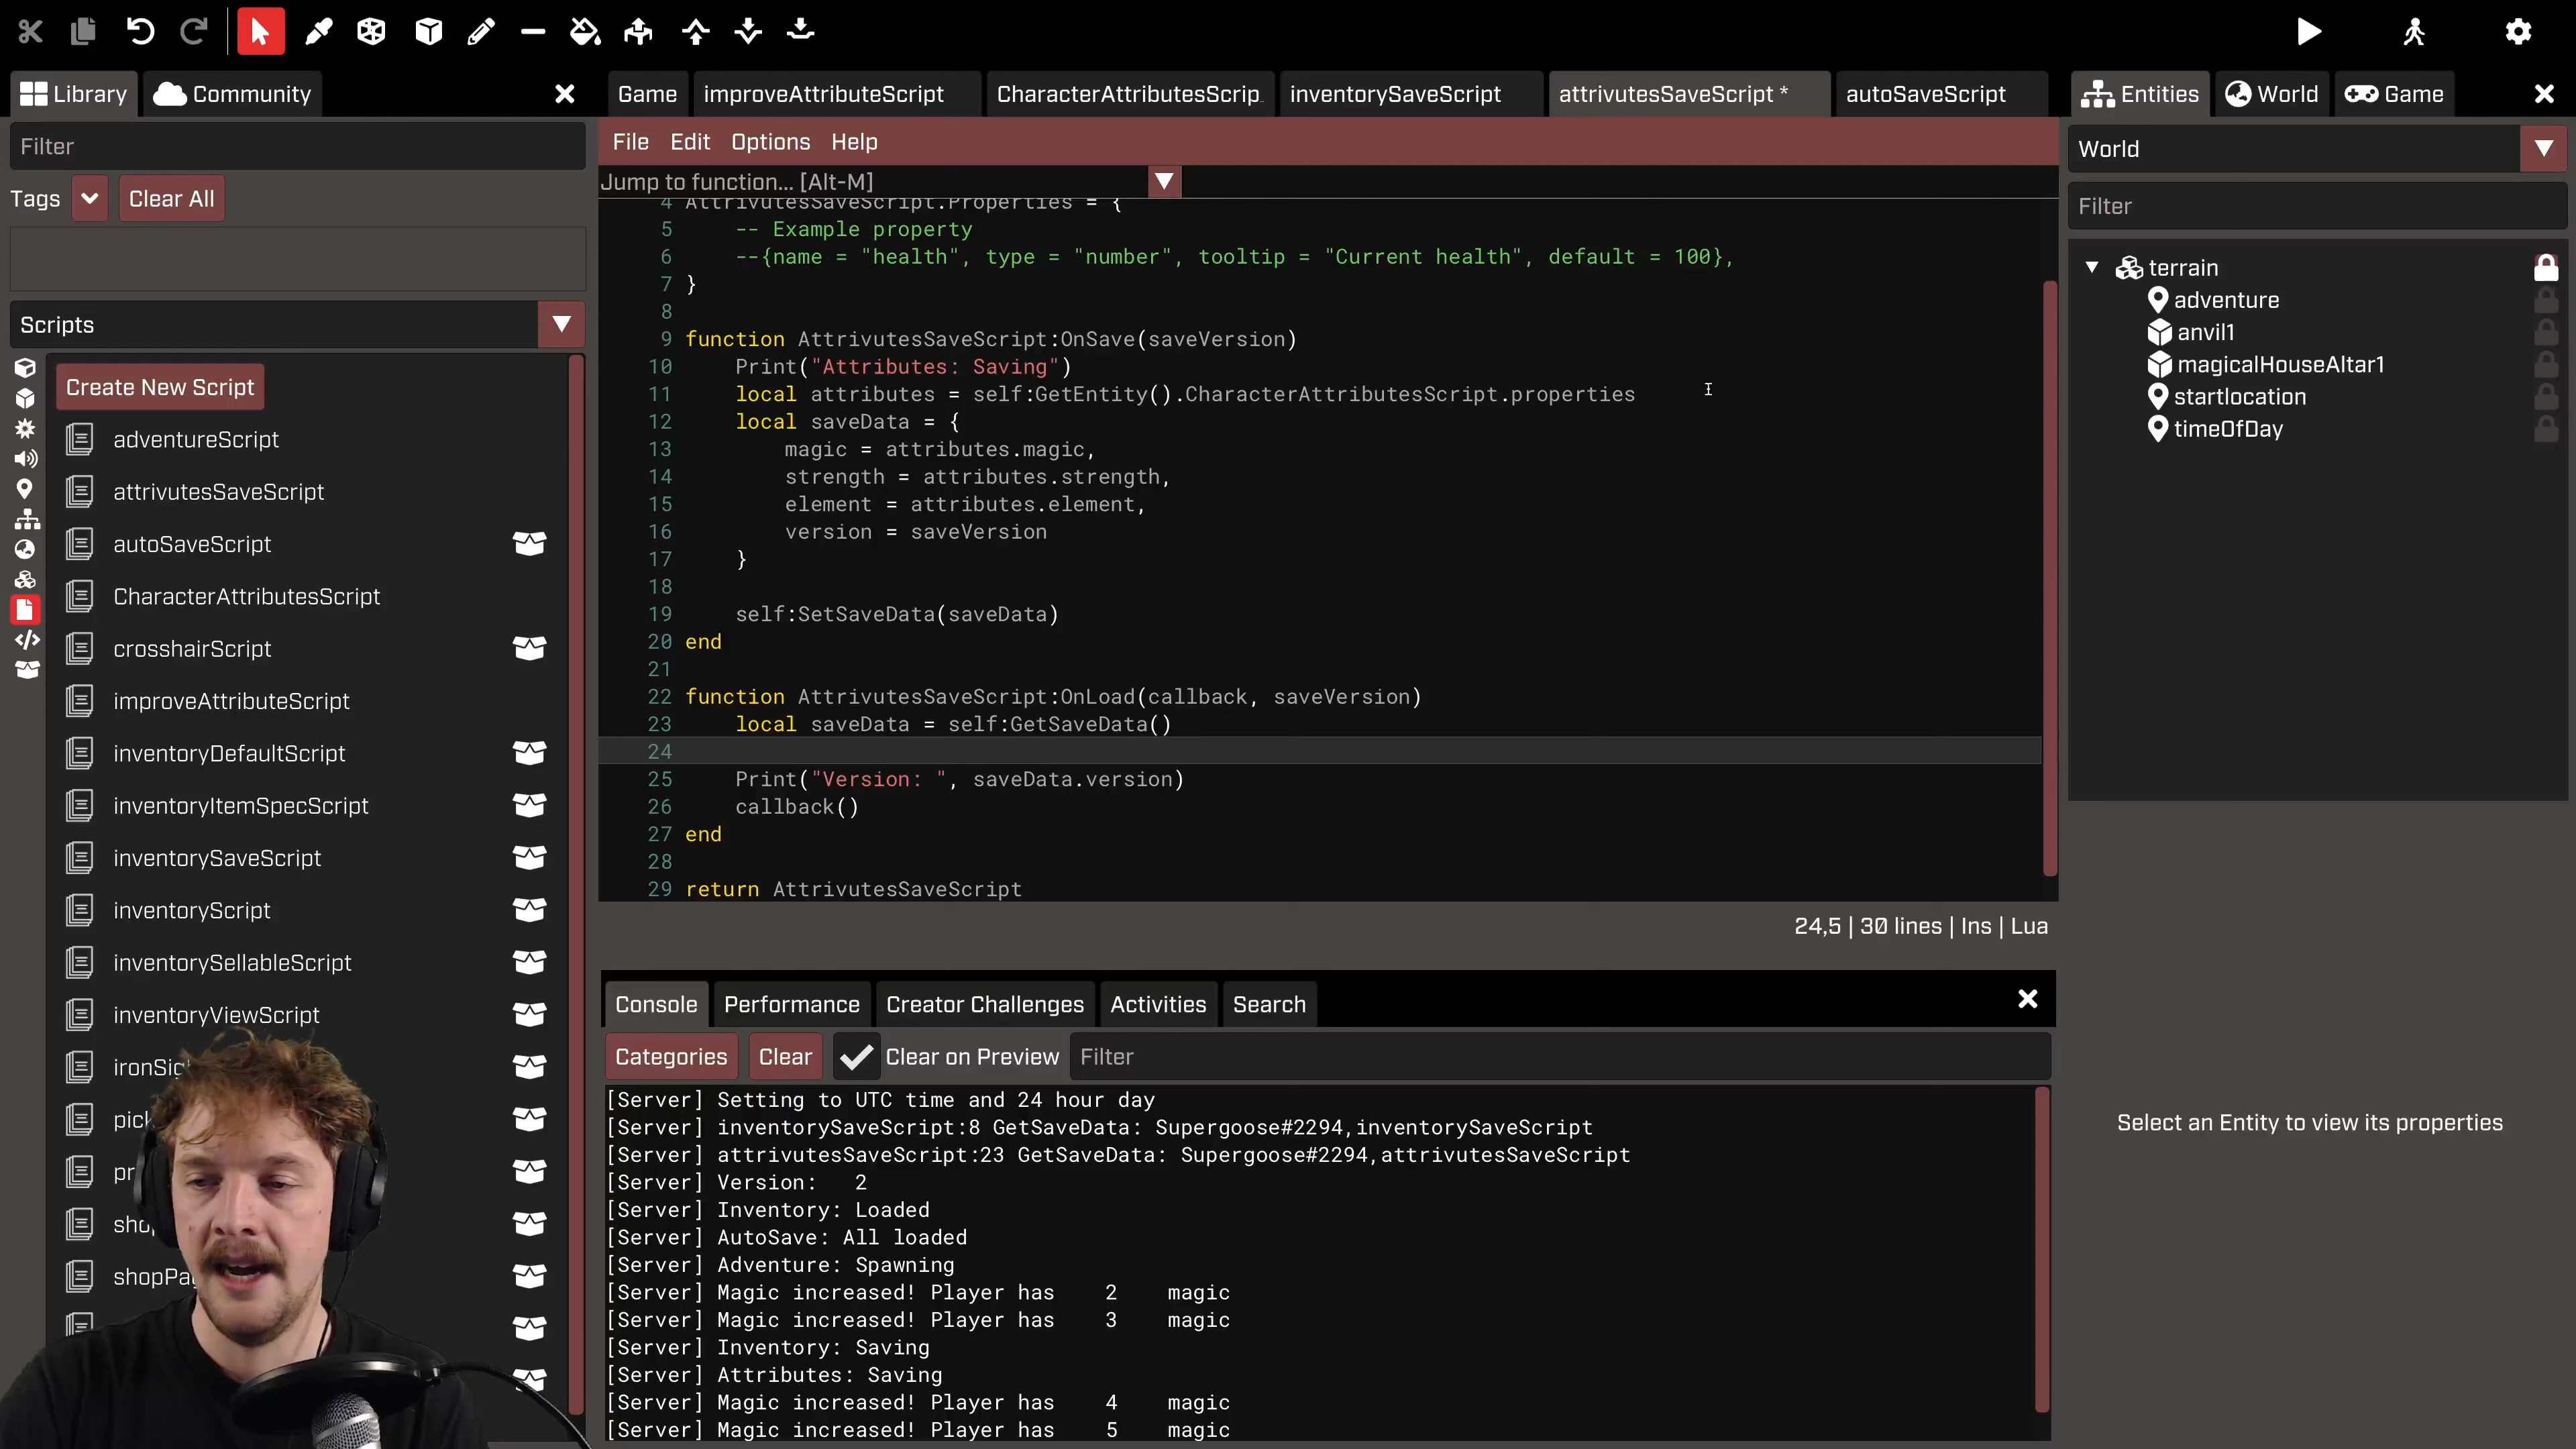 Library
Community
Filter
Tags
Clear All
Scripts
Create New Script
adventureScript
attrivutesSaveScript
autoSaveScript
CharacterAttributesScript
crosshairScript
improveAttributeScript
inventoryDefaultScript
inventoryItemSpecScript
inventorySaveScript
inventoryScript
inventorySellableScript
inventoryViewScript
ironSig
pick
pr
sho
shopPa
Game
improveAttributeScript
CharacterAttributesScrip
inventorySaveScript
attrivutesSaveScript *
autoSaveScript
File Edit Options Help
Jump to function... [Alt-M]
4 AttrivutesSaveScript.Properties = {
5 -- Example property
6 --{name = "health", type = "number", tooltip = "Current health", default = 100},
7 }
8
9 function AttrivutesSaveScript:OnSave(saveVersion)
10 Print("Attributes: Saving")
11 local attributes = self:GetEntity().CharacterAttributesScript.properties
12 local saveData = {
13 magic = attributes.magic,
14 strength = attributes.strength,
15 element = attributes.element,
16 version = saveVersion
17 }
18
19 self:SetSaveData(saveData)
20 end
21
22 function AttrivutesSaveScript:OnLoad(callback, saveVersion)
23 local saveData = self:GetSaveData()
24
25 Print("Version: ", saveData.version)
26 callback()
27 end
28
29 return AttrivutesSaveScript
24,5 | 30 lines | Ins | Lua
Console
Performance
Creator Challenges
Activities
Search
Categories
Clear
Clear on Preview
Filter
[Server] Setting to UTC time and 24 hour day
[Server] inventorySaveScript:8 GetSaveData: Supergoose#2294,inventorySaveScript
[Server] attrivutesSaveScript:23 GetSaveData: Supergoose#2294,attrivutesSaveScript
[Server] Version: 2
[Server] Inventory: Loaded
[Server] AutoSave: All loaded
[Server] Adventure: Spawning
[Server] Magic increased! Player has 2 magic
[Server] Magic increased! Player has 3 magic
[Server] Inventory: Saving
[Server] Attributes: Saving
[Server] Magic increased! Player has 4 magic
[Server] Magic increased! Player has 5 magic
Entities
World
Game
World
Filter
terrain
adventure
anvil1
magicalHouseAltar1
startlocation
timeOfDay
Select an Entity to view its properties